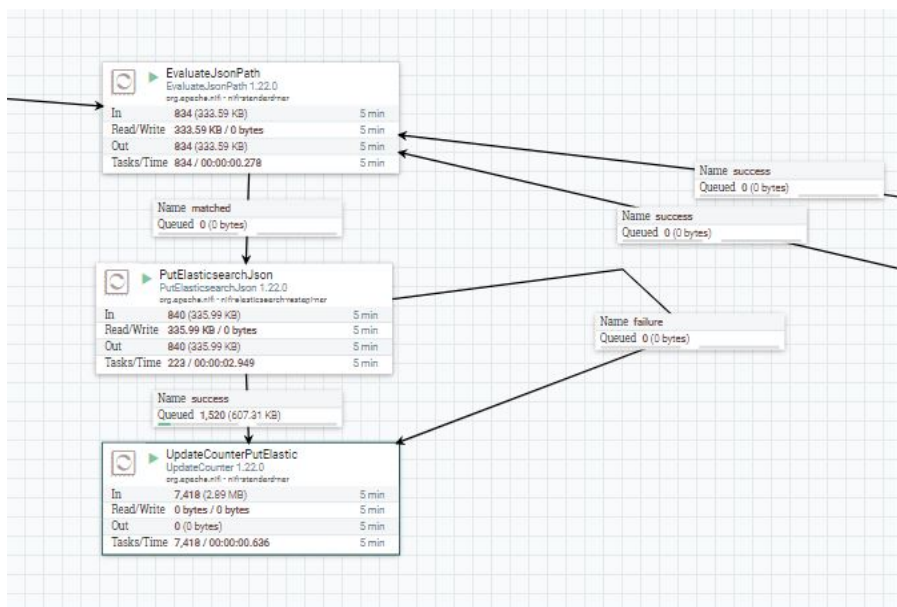 EvaluateJsonPath
EvaluateJsonPath 1.22.0
org.apache.nifi - nifi-standard-nar
In 834 (333.59 KB) 5 min
Read/Write 333.59 KB / 0 bytes 5 min
Out 834 (333.59 KB) 5 min
Tasks/Time 834 / 00:00:00.278 5 min
Name success
Queued 0 (0 bytes)
Name matched
Queued 0 (0 bytes)
Name success
Queued 0 (0 bytes)
PutElasticsearchJson
PutElasticsearchJson 1.22.0
org.apache.nifi - nifi-elasticsearch-restapi-nar
In 840 (335.99 KB) 5 min
Read/Write 335.99 KB / 0 bytes 5 min
Out 840 (335.99 KB) 5 min
Tasks/Time 223 / 00:00:02.949 5 min
Name failure
Queued 0 (0 bytes)
Name success
Queued 1,520 (607.31 KB)
UpdateCounterPutElastic
UpdateCounter 1.22.0
org.apache.nifi - nifi-standard-nar
In 7,418 (2.89 MB) 5 min
Read/Write 0 bytes / 0 bytes 5 min
Out 0 (0 bytes) 5 min
Tasks/Time 7,418 / 00:00:00.636 5 min